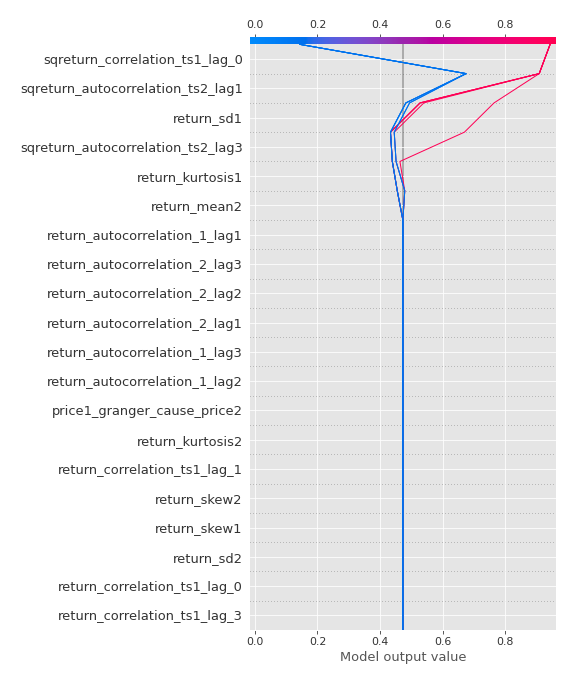 0.0 0.2 0.4 0.6 0.8
sqreturn_correlation_ts1_lag_0
sqreturn_autocorrelation_ts2_lag1
return_sd1
sqreturn_autocorrelation_ts2_lag3
return_kurtosis1
return_mean2
return_autocorrelation_1_lag1
return_autocorrelation_2_lag3
return_autocorrelation_2_lag2
return_autocorrelation_2_lag1
return_autocorrelation_1_lag3
return_autocorrelation_1_lag2
price1_granger_cause_price2
return_kurtosis2
return_correlation_ts1_lag_1
return_skew2
return_skew1
return_sd2
return_correlation_ts1_lag_0
return_correlation_ts1_lag_3
0.0 0.2 0.4 0.6 0.8
Model output value